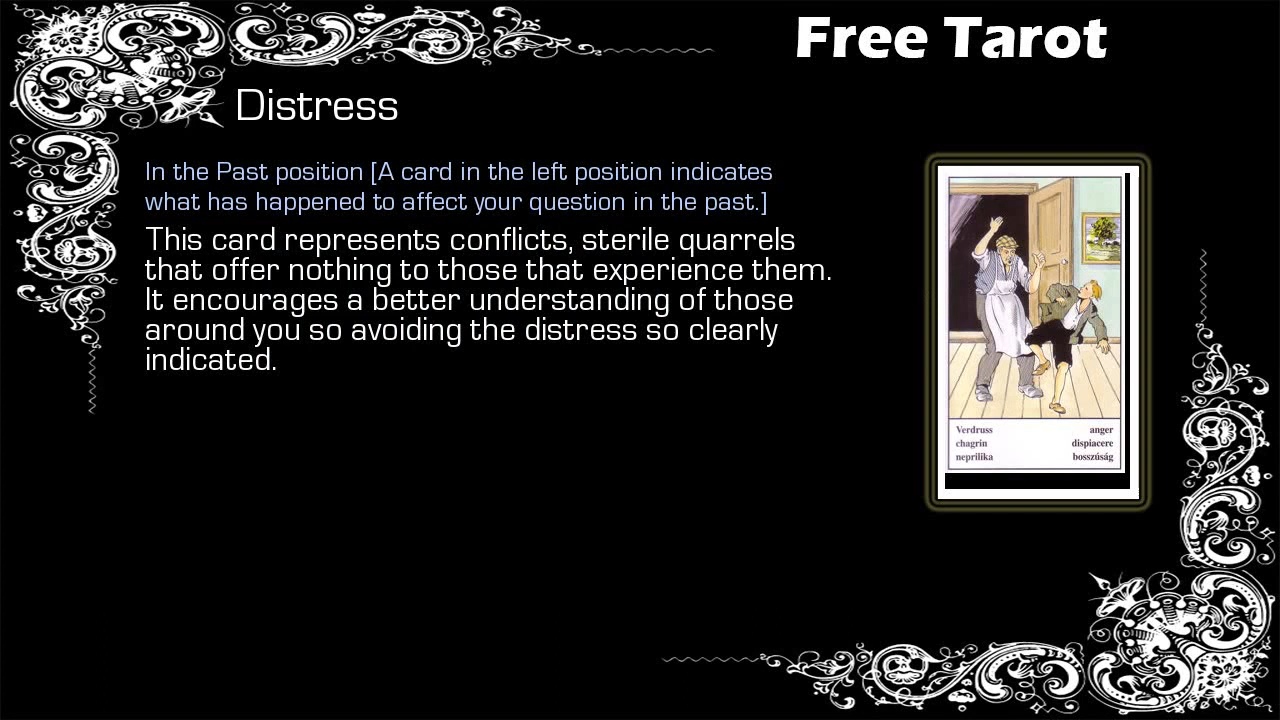 Free Tarot
Distress
In the Past position [A card in the left position indicates
what has happened to affect your question in the past.]
This card represents conflicts, sterile quarrels
that offer nothing to those that experience them.
It encourages a better understanding of those
around you so avoiding the distress so clearly
indicated.
Verdruss anger
chagrin dispiacere
neprilika bosszúság